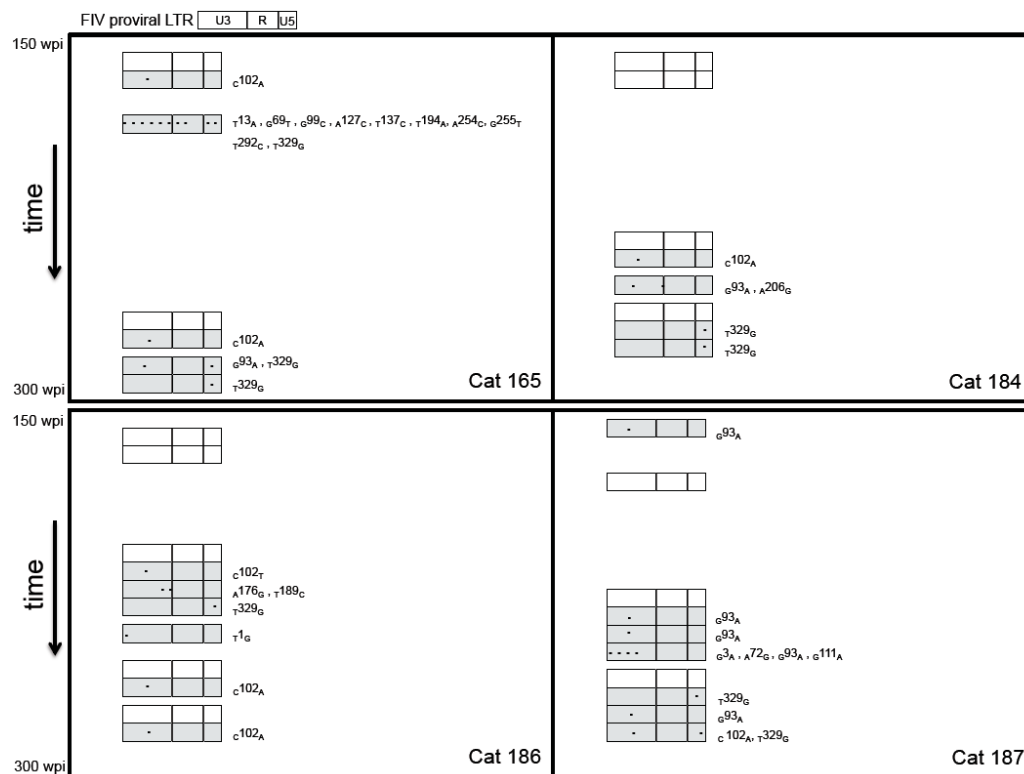 FIV proviral LTR U3 R U5
150 wpi
C102A
T13A , G69T , G99C , A127C , T137C , T194A , A254C , G255T
T292C , T329G
time
C102A
G93A , T329G
T329G
300 wpi
Cat 165
C102A
G93A , A206G
T329G
T329G
Cat 184
150 wpi
C102T
A176G , T189C
T329G
T1G
time
C102A
C102A
300 wpi
Cat 186
G93A
G93A
G93A
G3A , A72G , G93A , G111A
T329G
G93A
C 102A, T329G
Cat 187